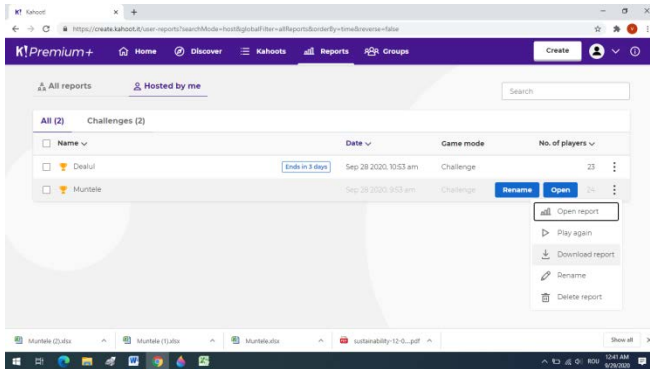 K! Kahoot!
https://create.kahoot.it/user-reports?searchMode=host&globalFilter=allReports&orderBy=time&reverse=false
K!Premium+ Home Discover Kahoots Reports Groups Create
All reports Hosted by me Search
All (2) Challenges (2)
Name Date Game mode No. of players
Dealul Ends in 3 days Sep 28 2020, 10:53 am Challenge 23
Muntele Sep 28 2020, 9:53 am Challenge Rename Open 24
Open report
Play again
Download report
Rename
Delete report
Muntele (2).xlsx Muntele (1).xlsx Muntele.xlsx sustainability-12-0....pdf Show all
ROU 12:41 AM
9/29/2020